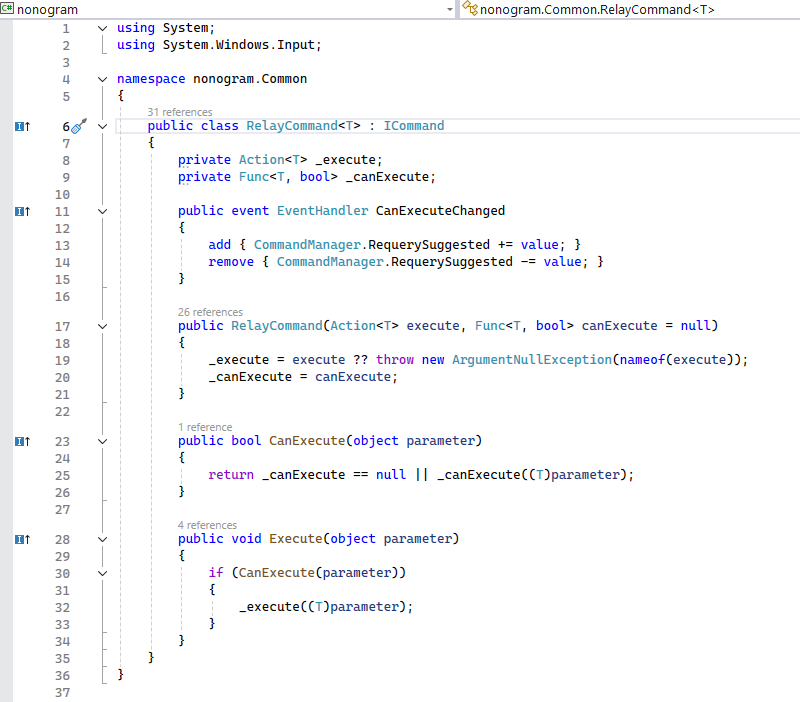 C# nonogram nonogram.Common.RelayCommand<T>
1 using System;
2 using System.Windows.Input;
3
4 namespace nonogram.Common
5 {
31 references
6 public class RelayCommand<T> : ICommand
7 {
8 private Action<T> _execute;
9 private Func<T, bool> _canExecute;
10
11 public event EventHandler CanExecuteChanged
12 {
13 add { CommandManager.RequerySuggested += value; }
14 remove { CommandManager.RequerySuggested -= value; }
15 }
16
26 references
17 public RelayCommand(Action<T> execute, Func<T, bool> canExecute = null)
18 {
19 _execute = execute ?? throw new ArgumentNullException(nameof(execute));
20 _canExecute = canExecute;
21 }
22
1 reference
23 public bool CanExecute(object parameter)
24 {
25 return _canExecute == null || _canExecute((T)parameter);
26 }
27
4 references
28 public void Execute(object parameter)
29 {
30 if (CanExecute(parameter))
31 {
32 _execute((T)parameter);
33 }
34 }
35 }
36 }
37